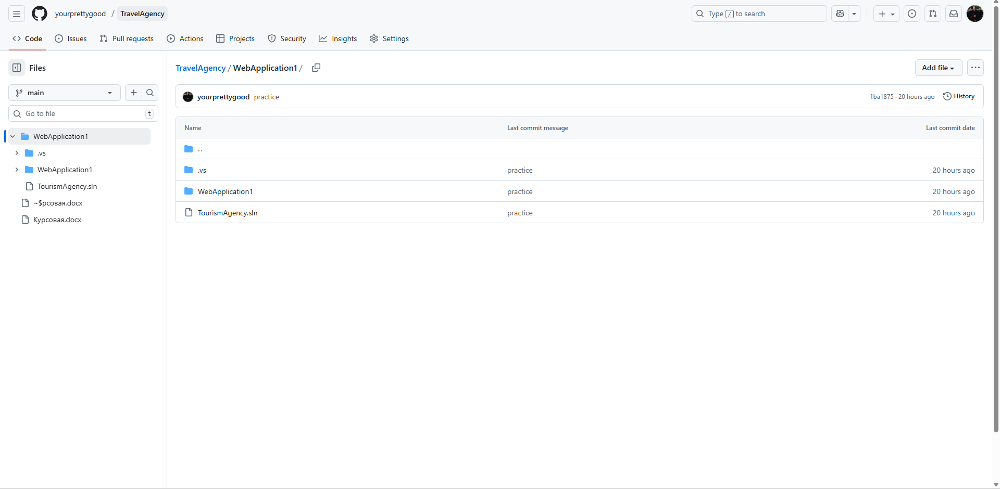 yourprettygood / TravelAgency
Type / to search
Code Issues Pull requests Actions Projects Security Insights Settings
Files
main
Go to file t
WebApplication1
.vs
WebApplication1
TourismAgency.sln
~$рсовая.docx
Курсовая.docx
TravelAgency / WebApplication1 /
Add file
yourprettygood practice
1ba1875 · 20 hours ago History
Name Last commit message Last commit date
..
.vs practice 20 hours ago
WebApplication1 practice 20 hours ago
TourismAgency.sln practice 20 hours ago